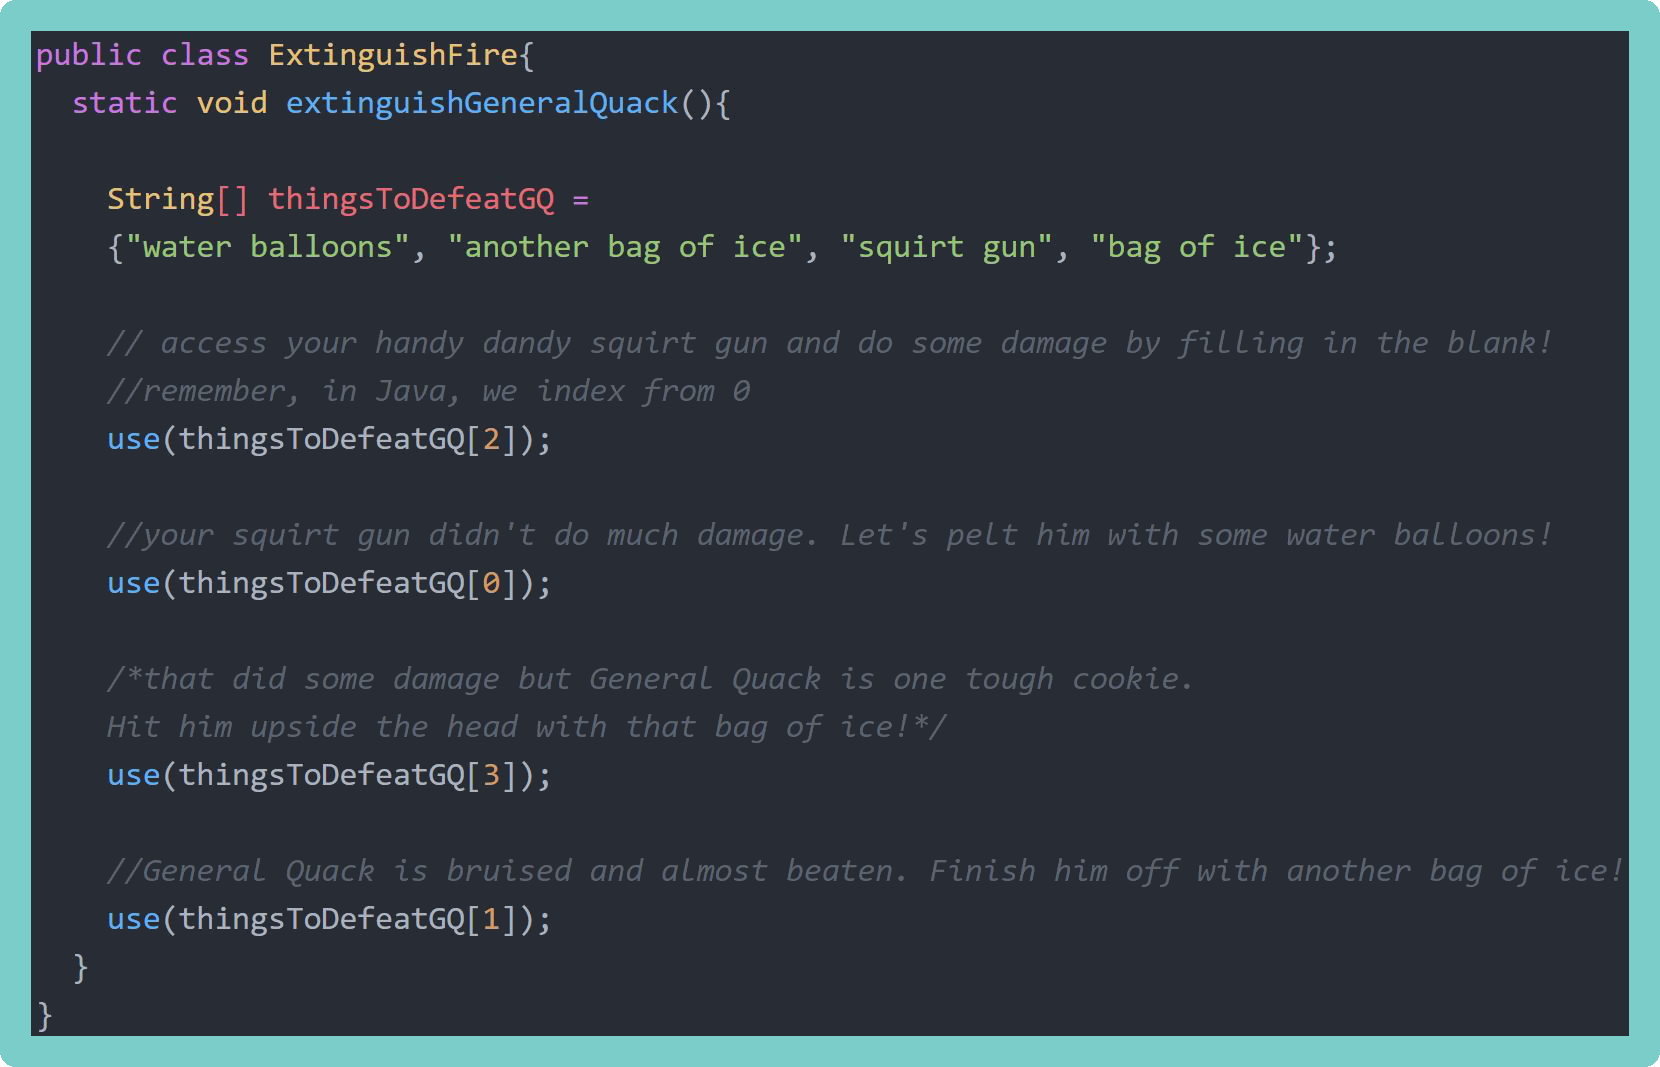 public class ExtinguishFire{
static void extinguishGeneralQuack(){
String[] thingsToDefeatGQ =
{"water balloons", "another bag of ice", "squirt gun", "bag of ice"};
// access your handy dandy squirt gun and do some damage by filling in the blank!
//remember, in Java, we index from 0
use(thingsToDefeatGQ[2]);
//your squirt gun didn't do much damage. Let's pelt him with some water balloons!
use(thingsToDefeatGQ[0]);
/*that did some damage but General Quack is one tough cookie.
Hit him upside the head with that bag of ice!*/
use(thingsToDefeatGQ[3]);
//General Quack is bruised and almost beaten. Finish him off with another bag of ice!
use(thingsToDefeatGQ[1]);
}
}